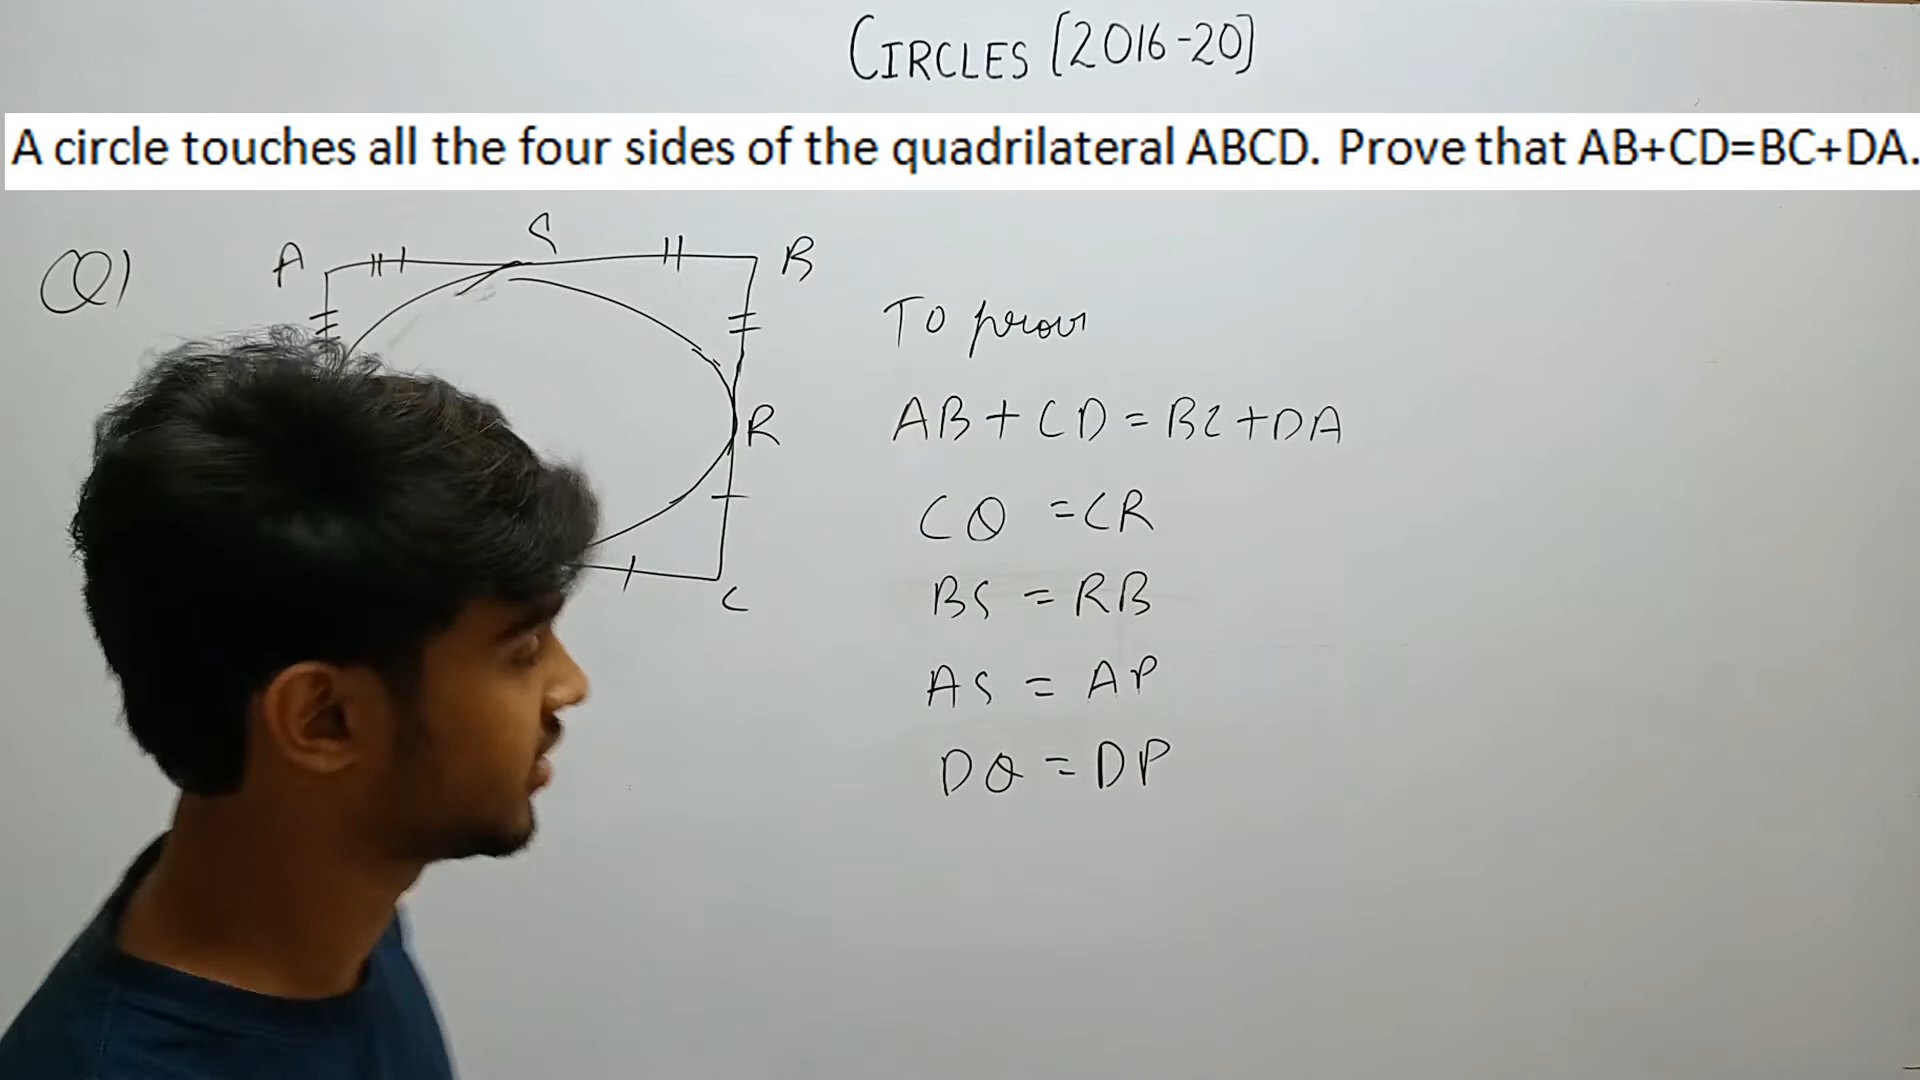 CIRCLES [2016-20]
A circle touches all the four sides of the quadrilateral ABCD. Prove that AB+CD=BC+DA.
Q1)
S
A
B
R
C
To prove
AB+CD=BC+DA
CQ =CR
BS = RB
AS = AP
DQ = DP